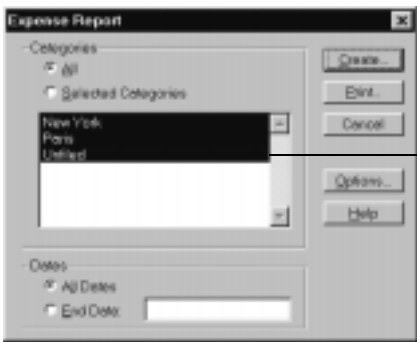 Expense Report
Categories
All
Selected Categories
New York
Paris
Unfiled
Dates
All Dates
End Date:
Create...
Print...
Cancel
Options...
Help